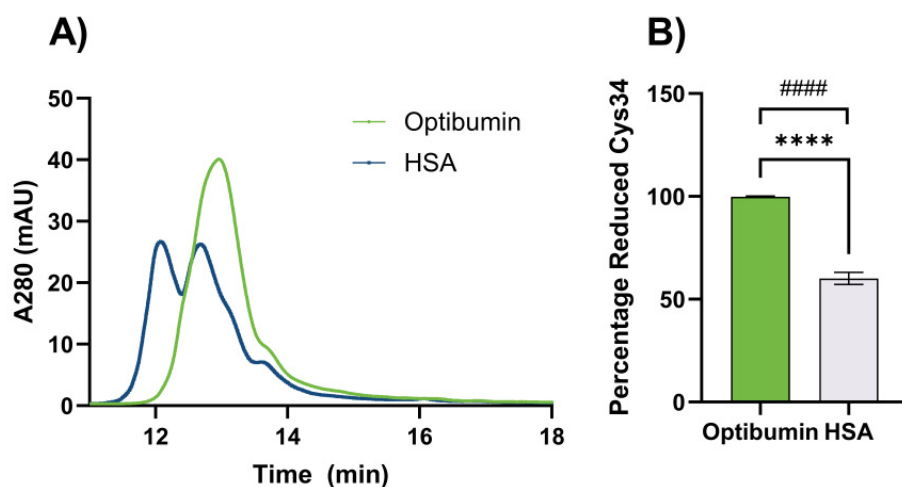 A)
50
40
30
20
10
0
A280 (mAU)
12
14
16
18
Time (min)
Optibumin
HSA
B)
150
100
50
0
Percentage Reduced Cys34
####
****
Optibumin HSA